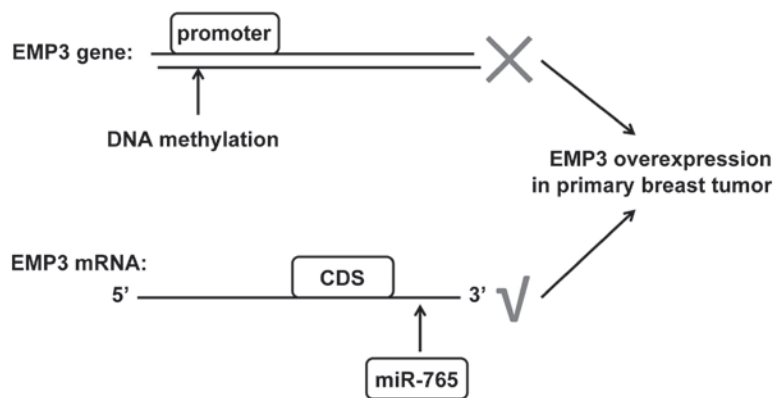 promoter
EMP3 gene:
DNA methylation
EMP3 overexpression
in primary breast tumor
EMP3 mRNA:
CDS
5’
3’
miR-765